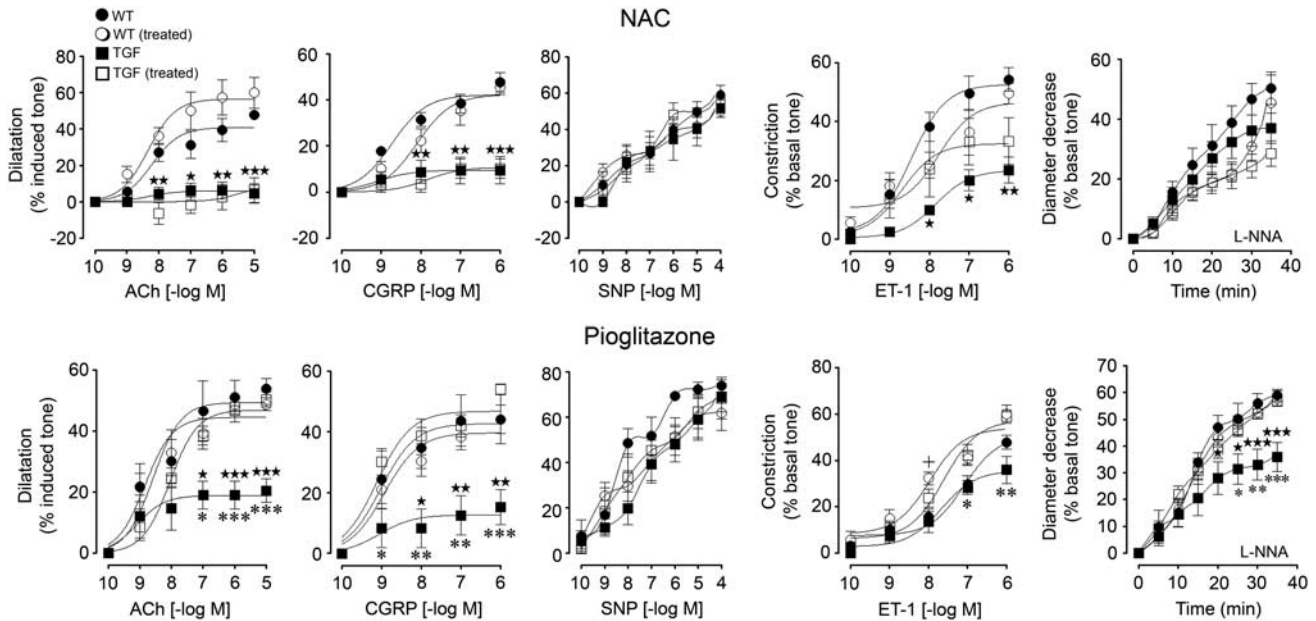 NAC
WT
WT (treated)
TGF
TGF (treated)
Dilatation
(% induced tone)
80
60
40
20
0
-20
★★ ★ ★★ ★★★
10 9 8 7 6 5
ACh [-log M]
60
40
20
0
-20
★★ ★★ ★★★
10 9 8 7 6
CGRP [-log M]
80
60
40
20
0
-20
10 9 8 7 6 5 4
SNP [-log M]
Constriction
(% basal tone)
60
40
20
0
★ ★ ★★
10 9 8 7 6
ET-1 [-log M]
Diameter decrease
(% basal tone)
60
40
20
0
L-NNA
0 10 20 30 40
Time (min)
Pioglitazone
Dilatation
(% induced tone)
60
40
20
0
★ ★★★ ★★★
* *** ***
10 9 8 7 6 5
ACh [-log M]
60
40
20
0
★ ★★ ★★
* ** ** ***
10 9 8 7 6
CGRP [-log M]
80
60
40
20
0
10 9 8 7 6 5 4
SNP [-log M]
Constriction
(% basal tone)
80
60
40
20
0
+
* **
10 9 8 7 6
ET-1 [-log M]
Diameter decrease
(% basal tone)
70
60
50
40
30
20
10
0
★ ★ ★★★ ★★★
* ** ***
L-NNA
0 10 20 30 40
Time (min)